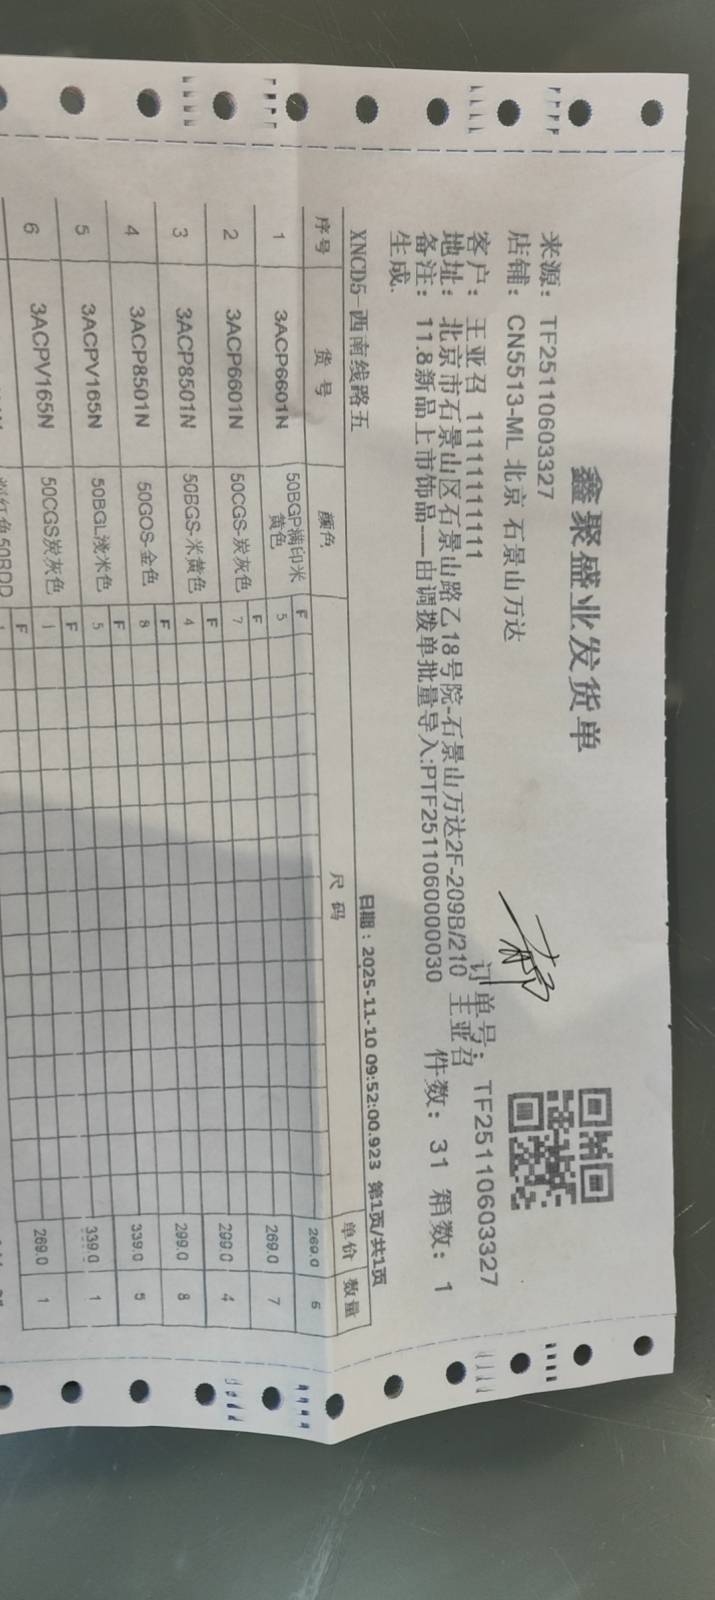 鑫聚盛业发货单
来源：TF25110603327
店铺：CN5513-ML 北京 石景山万达
订单号：TF25110603327
客户：王亚召 11111111111
王亚召
地址：北京市石景山区石景山路乙18号院-石景山万达2F-209B/210
件数：31 箱数：1
备注：11.8新品上市饰品---由调拨单批量导入:PTF2511060000030
生成.
XNCD5-西南线路五
日期：2025-11-10 09:52:00.923 第1页/共1页
序号 货号 颜色 尺码 单价 数量
F
1 3ACP6601N 50BGP满印米黄色 5 269.0 5
F
2 3ACP6601N 50CGS-炭灰色 7 269.0 7
F
3 3ACP8501N 50BGS-米黄色 4 299.0 4
F
4 3ACP8501N 50GOS-金色 8 299.0 8
F
5 3ACPV165N 50BGL浅米色 5 339.0 5
F
6 3ACPV165N 50CGS炭灰色 1 339.0 1
F
269.0 1